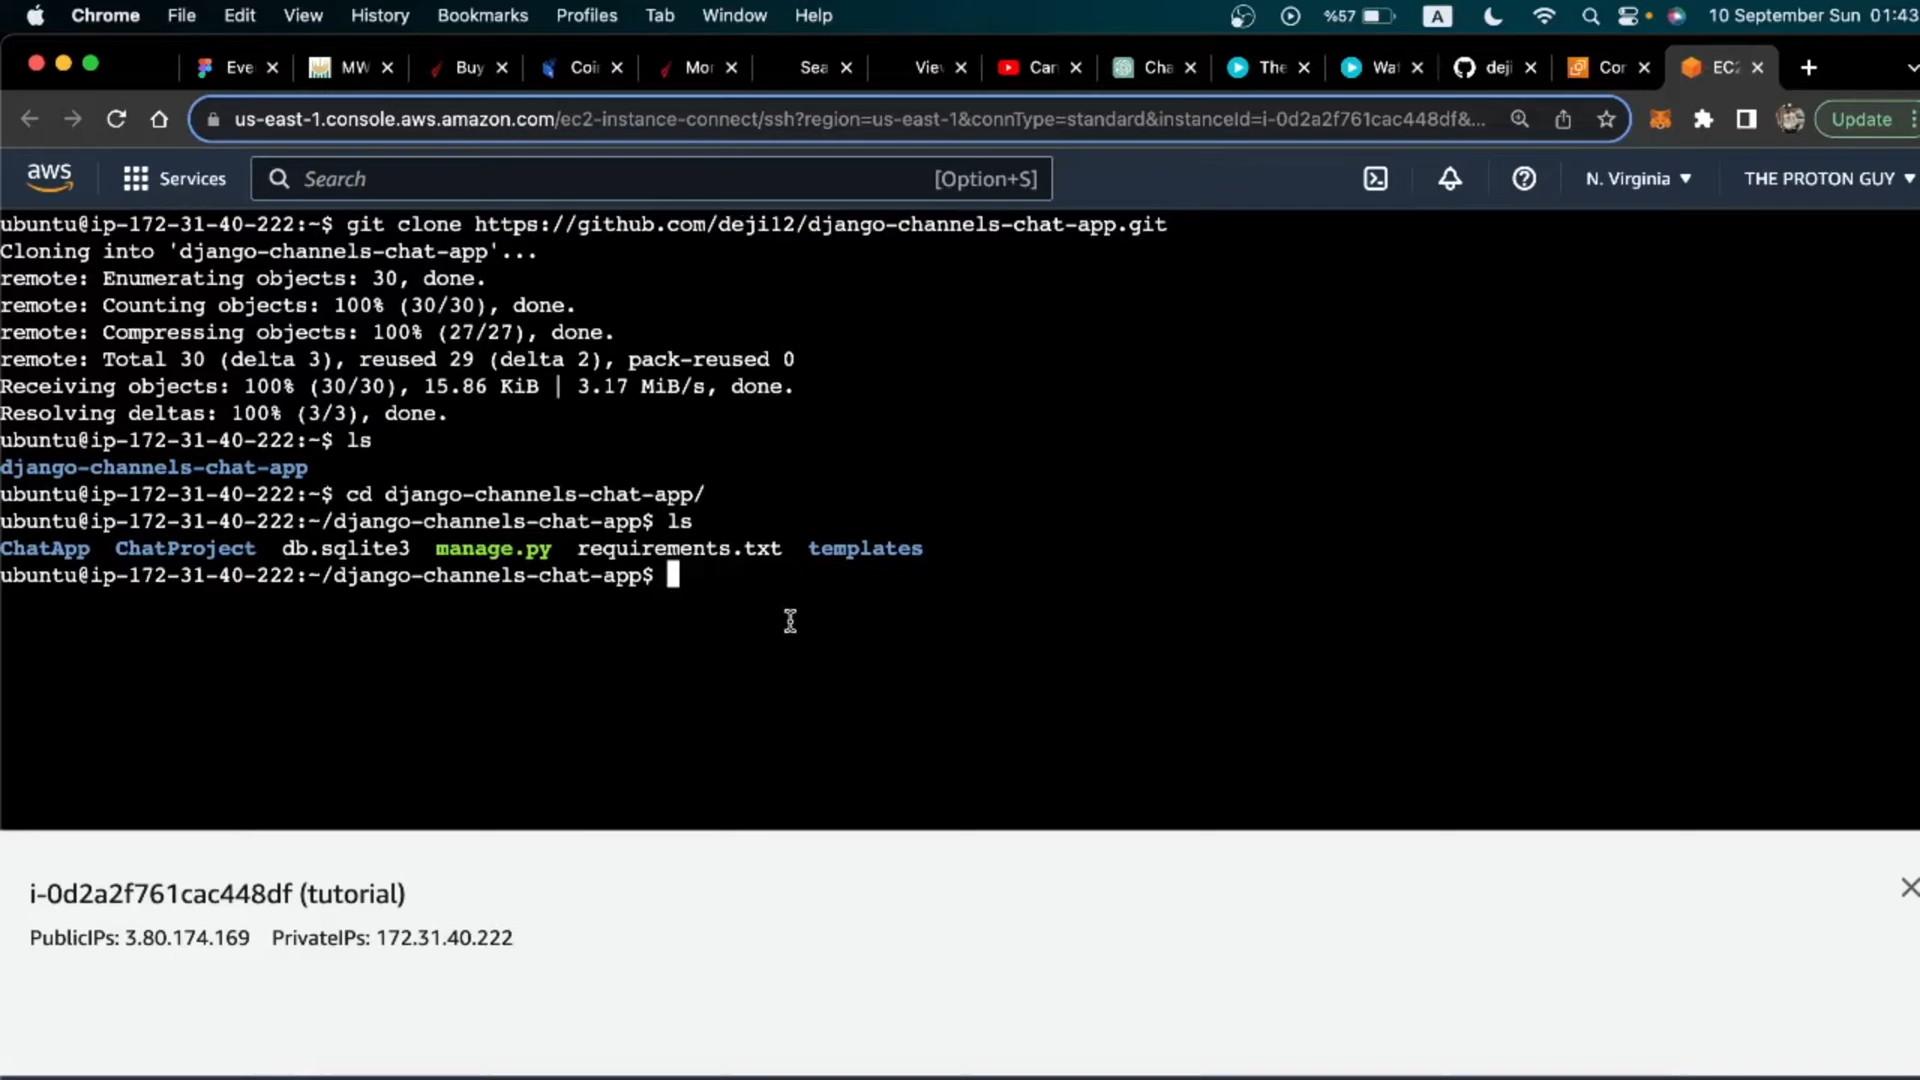 Chrome File Edit View History Bookmarks Profiles Tab Window Help %57 A 10 September Sun 01:43
Eve MW Buy Coi Mor Sea Viev Car Cha The Wat deji Cor EC2
us-east-1.console.aws.amazon.com/ec2-instance-connect/ssh?region=us-east-1&connType=standard&instanceId=i-0d2a2f761cac448df&... Update
aws Services Search [Option+S] N. Virginia THE PROTON GUY
ubuntu@ip-172-31-40-222:~$ git clone https://github.com/deji12/django-channels-chat-app.git
Cloning into 'django-channels-chat-app'...
remote: Enumerating objects: 30, done.
remote: Counting objects: 100% (30/30), done.
remote: Compressing objects: 100% (27/27), done.
remote: Total 30 (delta 3), reused 29 (delta 2), pack-reused 0
Receiving objects: 100% (30/30), 15.86 KiB | 3.17 MiB/s, done.
Resolving deltas: 100% (3/3), done.
ubuntu@ip-172-31-40-222:~$ ls
django-channels-chat-app
ubuntu@ip-172-31-40-222:~$ cd django-channels-chat-app/
ubuntu@ip-172-31-40-222:~/django-channels-chat-app$ ls
ChatApp ChatProject db.sqlite3 manage.py requirements.txt templates
ubuntu@ip-172-31-40-222:~/django-channels-chat-app$
i-0d2a2f761cac448df (tutorial)
PublicIPs: 3.80.174.169 PrivateIPs: 172.31.40.222